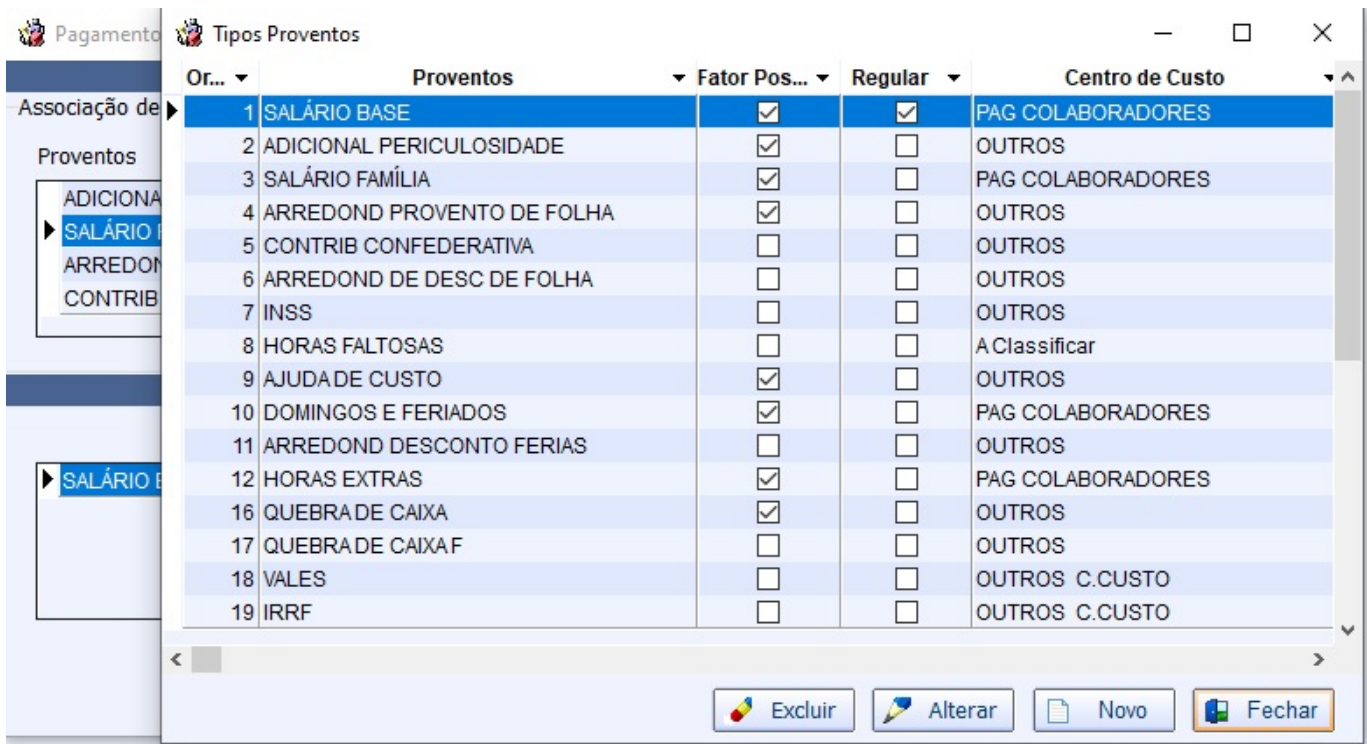 Pagamento
Tipos Proventos
Associação de
Proventos
ADICIONA
SALÁRIO
ARREDON
CONTRIB
SALÁRIO
Or... Proventos Fator Pos... Regular Centro de Custo
1 SALÁRIO BASE PAG COLABORADORES
2 ADICIONAL PERICULOSIDADE OUTROS
3 SALÁRIO FAMÍLIA PAG COLABORADORES
4 ARREDOND PROVENTO DE FOLHA OUTROS
5 CONTRIB CONFEDERATIVA OUTROS
6 ARREDOND DE DESC DE FOLHA OUTROS
7 INSS OUTROS
8 HORAS FALTOSAS A Classificar
9 AJUDA DE CUSTO OUTROS
10 DOMINGOS E FERIADOS PAG COLABORADORES
11 ARREDOND DESCONTO FERIAS OUTROS
12 HORAS EXTRAS PAG COLABORADORES
16 QUEBRA DE CAIXA OUTROS
17 QUEBRA DE CAIXA F OUTROS
18 VALES OUTROS C.CUSTO
19 IRRF OUTROS C.CUSTO
Excluir Alterar Novo Fechar